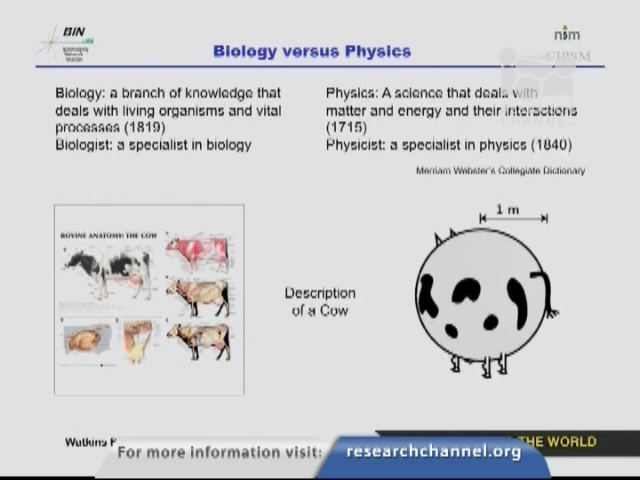 BIN
nsm
CIPSM
Biology versus Physics
Biology: a branch of knowledge that
deals with living organisms and vital
processes (1819)
Biologist: a specialist in biology
Physics: A science that deals with
matter and energy and their interactions
(1715)
Physicist: a specialist in physics (1840)
Merriam Webster's Collegiate Dictionary
BOVINE ANATOMY: THE COW
1 m
Description
of a Cow
Watkins
THE WORLD
For more information visit: researchchannel.org